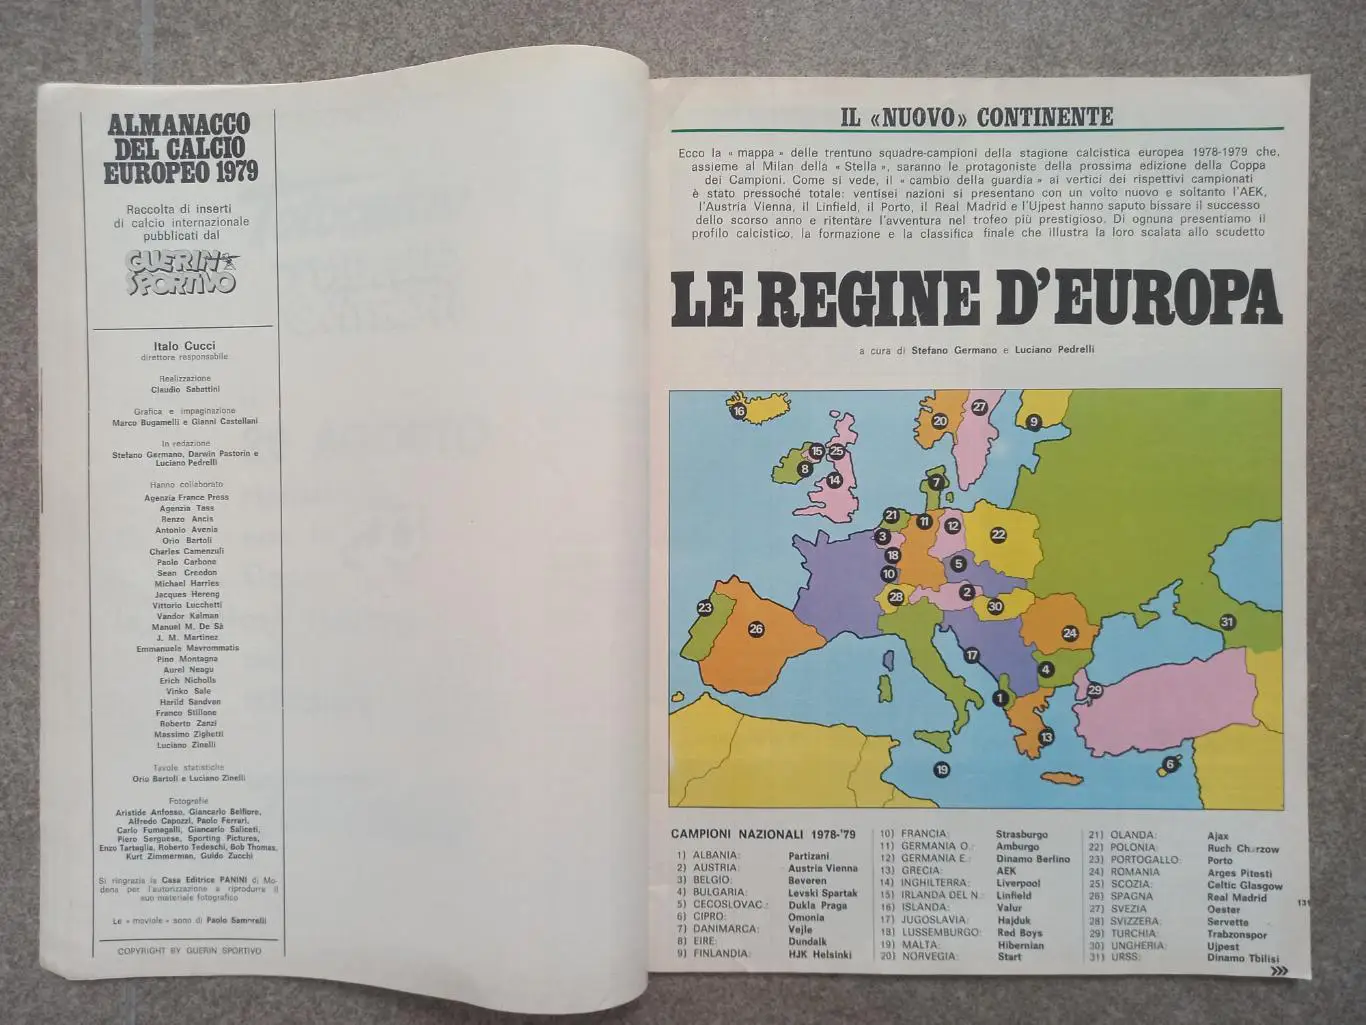 ALMANACCO
DEL CALCIO
EUROPEO 1979
Raccolta di inserti
di calcio internazionale
pubblicati dal
GUERIN
SPORTIVO
Italo Cucci
direttore responsabile
Realizzazione
Claudio Sabattini
Grafica e impaginazione
Marco Bugamelli e Gianni Castellani
In redazione
Stefano Germano, Darwin Pastorin e
Luciano Pedrelli
Hanno collaborato
Agenzia France Press
Agenzia Tass
Renzo Ancis
Antonio Avenia
Orio Bartoli
Charles Camenzuli
Paolo Carbone
Sean Creedon
Michael Harries
Jacques Hereng
Vittorio Lucchetti
Vandor Kalman
Manuel M. De Sà
J. M. Martinez
Emmanuele Mavrommatis
Pino Montagna
Aurel Neagu
Erich Nicholls
Vinko Sale
Harild Sandven
Franco Stillone
Roberto Zanzi
Massimo Zighetti
Luciano Zinelli
Tavole statistiche
Orio Bartoli e Luciano Zinelli
Fotografie
Aristide Anfosso, Giancarlo Belfiore,
Alfredo Capozzi, Paolo Ferrari,
Carlo Fumagalli, Giancarlo Saliceti,
Piero Serguese, Sporting Pictures,
Enzo Tartaglia, Roberto Tedeschi, Bob Thomas,
Kurt Zimmerman, Guido Zucchi
Si ringrazia la Casa Editrice PANINI di Mo-
dena per l'autorizzazione a riprodurre il
suo materiale fotografico
Le « moviole » sono di Paolo Samorelli
COPYRIGHT BY GUERIN SPORTIVO
IL «NUOVO» CONTINENTE
Ecco la « mappa » delle trentuno squadre-campioni della stagione calcistica europea 1978-1979 che,
assieme al Milan della « Stella », saranno le protagoniste della prossima edizione della Coppa
dei Campioni. Come si vede, il « cambio della guardia » ai vertici dei rispettivi campionati
è stato pressoché totale: ventisei nazioni si presentano con un volto nuovo e soltanto l'AEK,
l'Austria Vienna, il Linfield, il Porto, il Real Madrid e l'Ujpest hanno saputo bissare il successo
dello scorso anno e ritentare l'avventura nel trofeo più prestigioso. Di ognuna presentiamo il
profilo calcistico, la formazione e la classifica finale che illustra la loro scalata allo scudetto
LE REGINE D'EUROPA
a cura di Stefano Germano e Luciano Pedrelli
16
20
27
9
15
25
8
14
7
21
11
12
22
3
18
5
10
28
2
30
23
26
24
31
17
4
1
29
13
19
6
CAMPIONI NAZIONALI 1978-'79
1) ALBANIA: Partizani
2) AUSTRIA: Austria Vienna
3) BELGIO: Beveren
4) BULGARIA: Levski Spartak
5) CECOSLOVAC.: Dukla Praga
6) CIPRO: Omonia
7) DANIMARCA: Vejle
8) EIRE: Dundalk
9) FINLANDIA: HJK Helsinki
10) FRANCIA: Strasburgo
11) GERMANIA O.: Amburgo
12) GERMANIA E.: Dinamo Berlino
13) GRECIA: AEK
14) INGHILTERRA: Liverpool
15) IRLANDA DEL N.: Linfield
16) ISLANDA: Valur
17) JUGOSLAVIA: Hajduk
18) LUSSEMBURGO: Red Boys
19) MALTA: Hibernian
20) NORVEGIA: Start
21) OLANDA: Ajax
22) POLONIA: Ruch Chorzow
23) PORTOGALLO: Porto
24) ROMANIA Arges Pitesti
25) SCOZIA: Celtic Glasgow
26) SPAGNA Real Madrid
27) SVEZIA Oester
28) SVIZZERA: Servette
29) TURCHIA: Trabzonspor
30) UNGHERIA: Ujpest
31) URSS: Dinamo Tbilisi
131